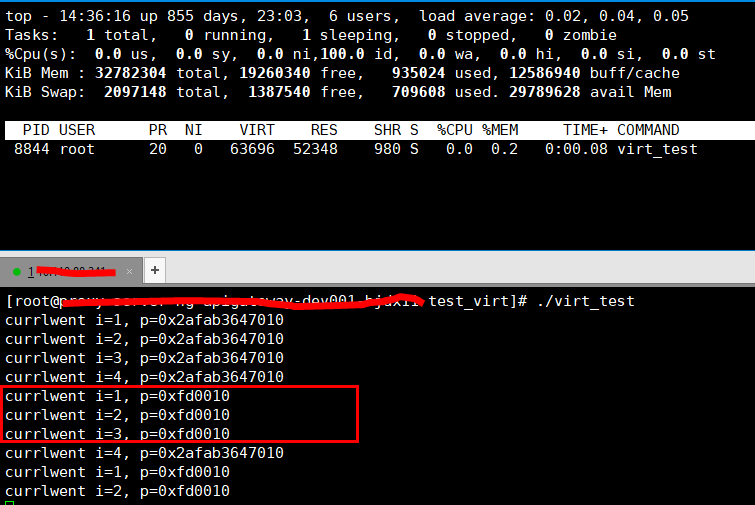 top - 14:36:16 up 855 days, 23:03,  6 users,  load average: 0.02, 0.04, 0.05
Tasks:   1 total,   0 running,   1 sleeping,   0 stopped,   0 zombie
%Cpu(s):  0.0 us,  0.0 sy,  0.0 ni,100.0 id,  0.0 wa,  0.0 hi,  0.0 si,  0.0 st
KiB Mem : 32782304 total, 19260340 free,   935024 used, 12586940 buff/cache
KiB Swap:  2097148 total,  1387540 free,   709608 used. 29789628 avail Mem
PID USER      PR  NI    VIRT    RES    SHR S  %CPU %MEM     TIME+ COMMAND
8844 root      20   0   63696  52348    980 S   0.0  0.2   0:00.08 virt_test
1 × +
[root@ test_virt]# ./virt_test
currlwent i=1, p=0x2afab3647010
currlwent i=2, p=0x2afab3647010
currlwent i=3, p=0x2afab3647010
currlwent i=4, p=0x2afab3647010
currlwent i=1, p=0xfd0010
currlwent i=2, p=0xfd0010
currlwent i=3, p=0xfd0010
currlwent i=4, p=0x2afab3647010
currlwent i=1, p=0xfd0010
currlwent i=2, p=0xfd0010